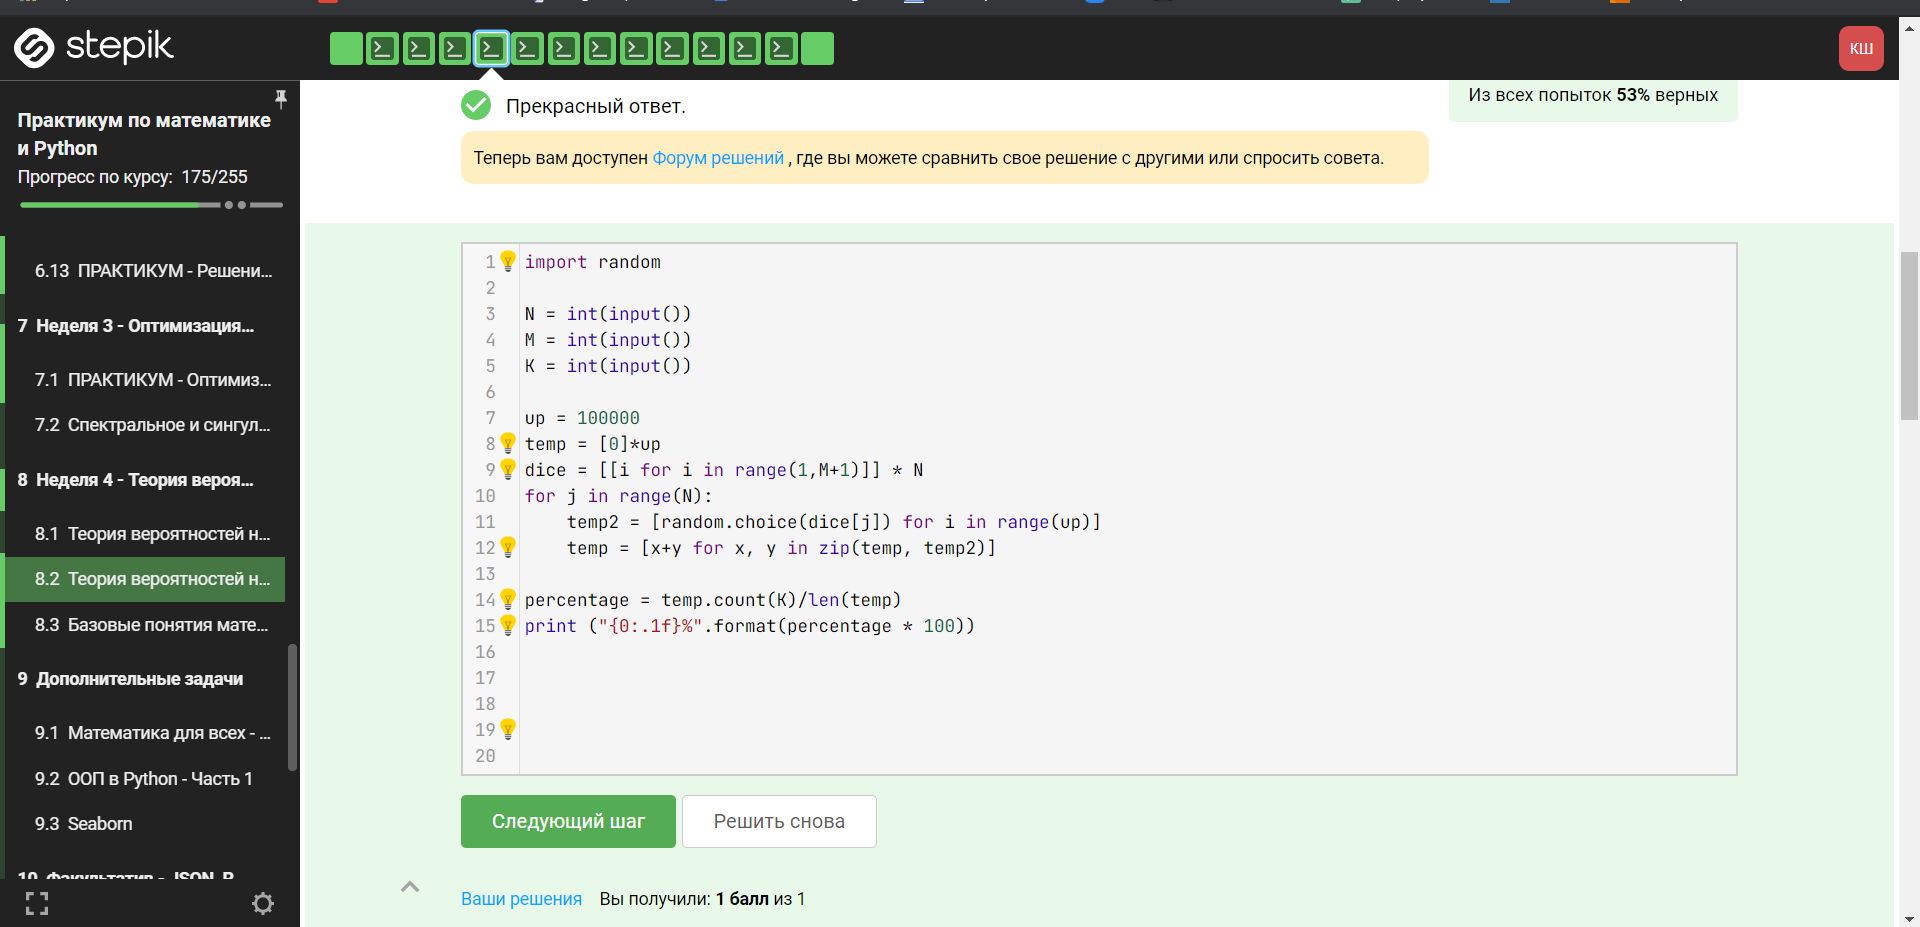 stepik
КШ
Практикум по математике
и Python
Прогресс по курсу: 175/255
6.13 ПРАКТИКУМ - Решени...
7 Неделя 3 - Оптимизация...
7.1 ПРАКТИКУМ - Оптимиз...
7.2 Спектральное и сингул...
8 Неделя 4 - Теория вероя...
8.1 Теория вероятностей н...
8.2 Теория вероятностей н...
8.3 Базовые понятия мате...
9 Дополнительные задачи
9.1 Математика для всех - ...
9.2 ООП в Python - Часть 1
9.3 Seaborn
10 Факультатив - JSON, P
Прекрасный ответ.
Из всех попыток 53% верных
Теперь вам доступен Форум решений , где вы можете сравнить свое решение с другими или спросить совета.
1 import random
2
3 N = int(input())
4 M = int(input())
5 K = int(input())
6
7 up = 100000
8 temp = [0]*up
9 dice = [[i for i in range(1,M+1)]] * N
10 for j in range(N):
11     temp2 = [random.choice(dice[j]) for i in range(up)]
12     temp = [x+y for x, y in zip(temp, temp2)]
13
14 percentage = temp.count(K)/len(temp)
15 print ("{0:.1f}%".format(percentage * 100))
16
17
18
19
20
Следующий шаг
Решить снова
Ваши решения Вы получили: 1 балл из 1